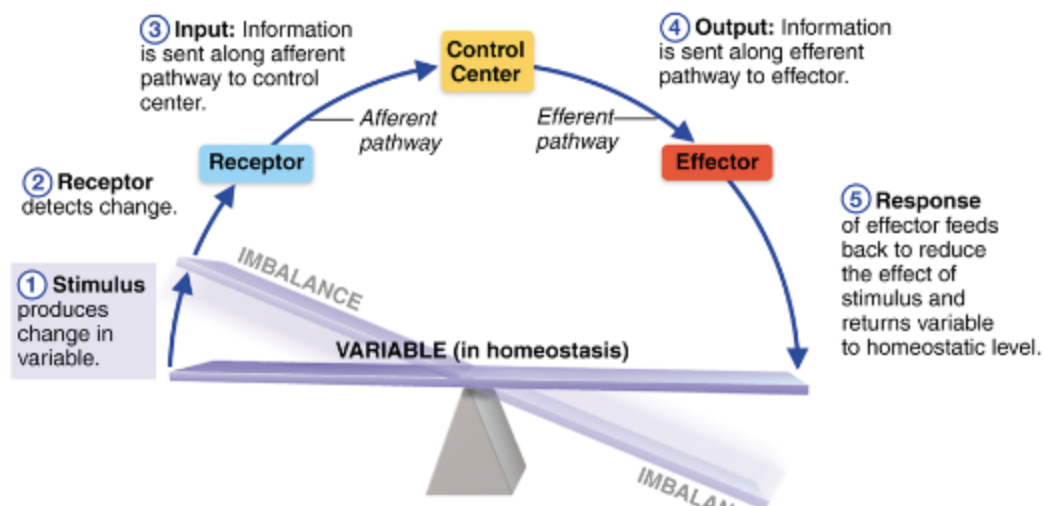 ③ Input: Information
is sent along afferent
pathway to control
center.
Control
Center
④ Output: Information
is sent along efferent
pathway to effector.
Afferent
pathway
Efferent
pathway
Receptor
Effector
② Receptor
detects change.
① Stimulus
produces
change in
variable.
IMBALANCE
VARIABLE (in homeostasis)
⑤ Response
of effector feeds
back to reduce
the effect of
stimulus and
returns variable
to homeostatic level.
IMBALAN